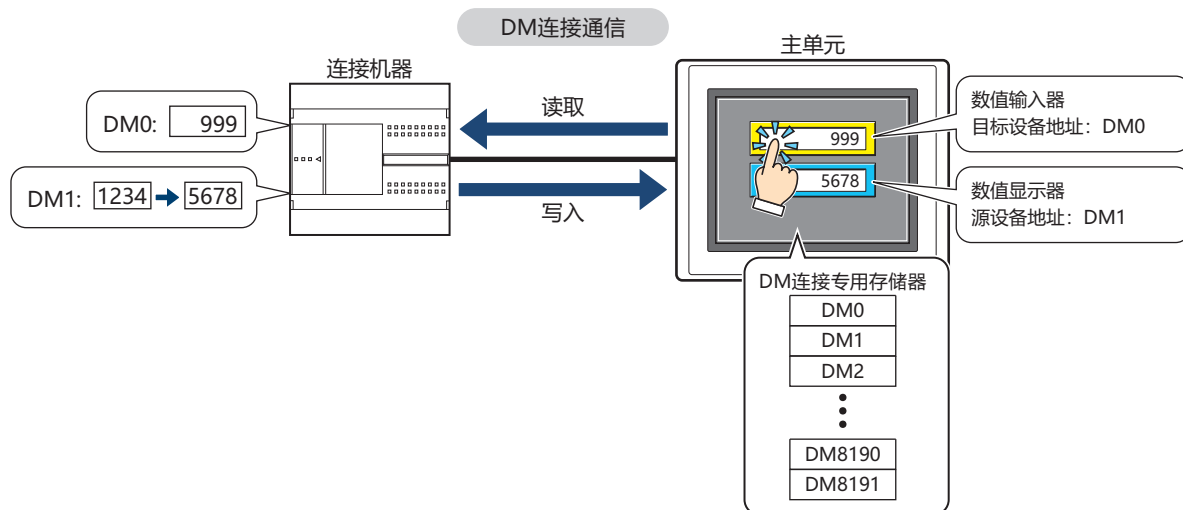 DM连接通信
连接机器
主单元
DM0: 999
DM1: 1234 5678
读取
写入
999
5678
数值输入器
目标设备地址：DM0
数值显示器
源设备地址：DM1
DM连接专用存储器
DM0
DM1
DM2
DM8190
DM8191